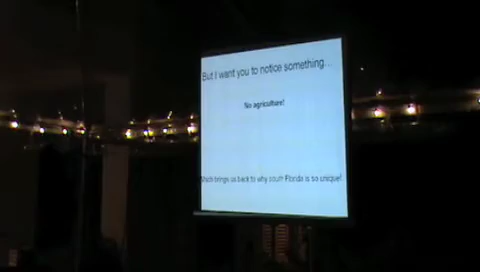 But I want you to notice something...
No agriculture!
Which brings us back to why south Florida is so unique!